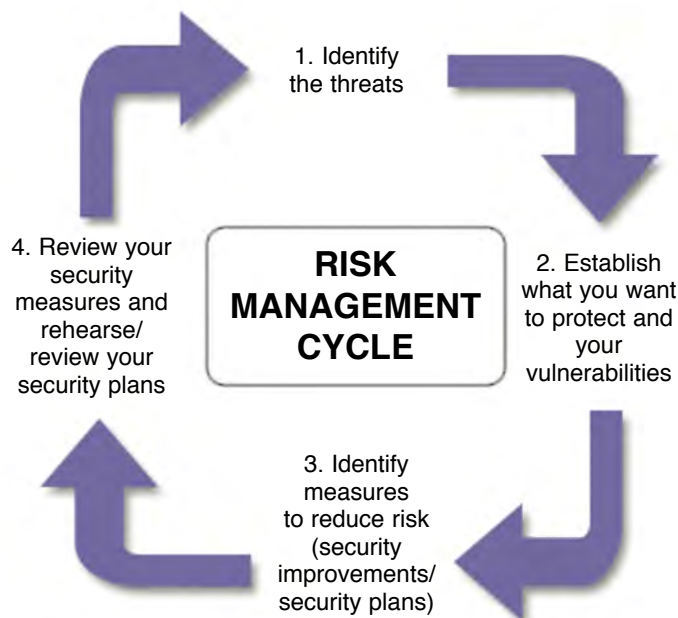 1. Identify
the threats
2. Establish
what you want
to protect and
your
vulnerabilities
3. Identify
measures
to reduce risk
(security
improvements/
security plans)
4. Review your
security
measures and
rehearse/
review your
security plans
RISK
MANAGEMENT
CYCLE